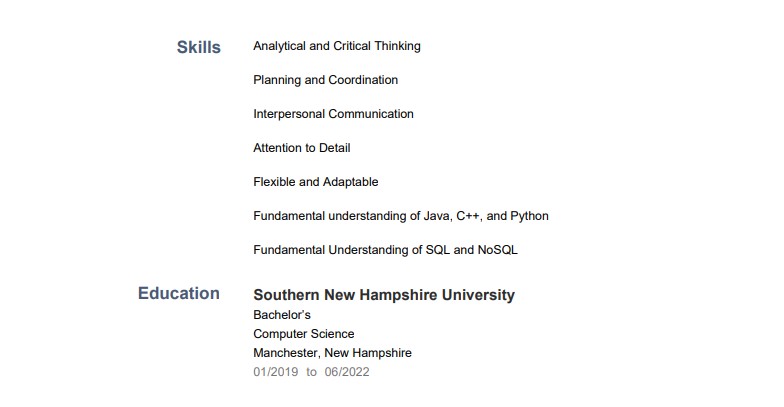 Skills
Analytical and Critical Thinking
Planning and Coordination
Interpersonal Communication
Attention to Detail
Flexible and Adaptable
Fundamental understanding of Java, C++, and Python
Fundamental Understanding of SQL and NoSQL
Education
Southern New Hampshire University
Bachelor’s
Computer Science
Manchester, New Hampshire
01/2019 to 06/2022